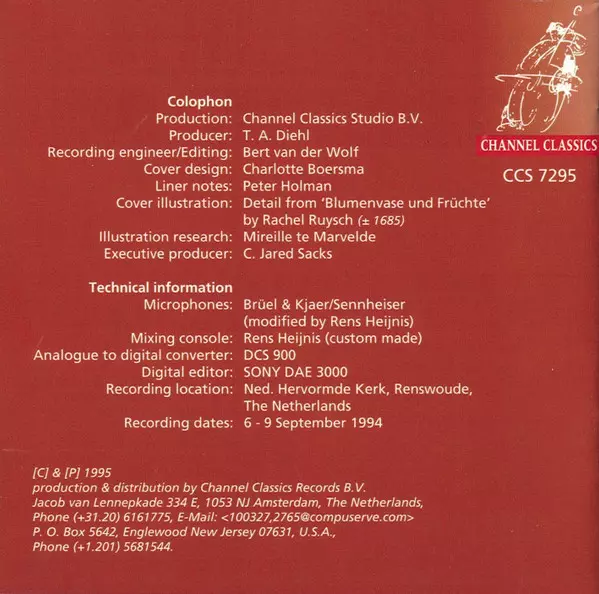 CHANNEL CLASSICS
CCS 7295
Colophon
Production: Channel Classics Studio B.V.
Producer: T. A. Diehl
Recording engineer/Editing: Bert van der Wolf
Cover design: Charlotte Boersma
Liner notes: Peter Holman
Cover illustration: Detail from ‘Blumenvase und Früchte’
by Rachel Ruysch (± 1685)
Illustration research: Mireille te Marvelde
Executive producer: C. Jared Sacks
Technical information
Microphones: Brüel & Kjaer/Sennheiser
(modified by Rens Heijnis)
Mixing console: Rens Heijnis (custom made)
Analogue to digital converter: DCS 900
Digital editor: SONY DAE 3000
Recording location: Ned. Hervormde Kerk, Renswoude,
The Netherlands
Recording dates: 6 - 9 September 1994
[C] & [P] 1995
production & distribution by Channel Classics Records B.V.
Jacob van Lennepkade 334 E, 1053 NJ Amsterdam, The Netherlands,
Phone (+31.20) 6161775, E-Mail: <100327,2765@compuserve.com>
P. O. Box 5642, Englewood New Jersey 07631, U.S.A.,
Phone (+1.201) 5681544.